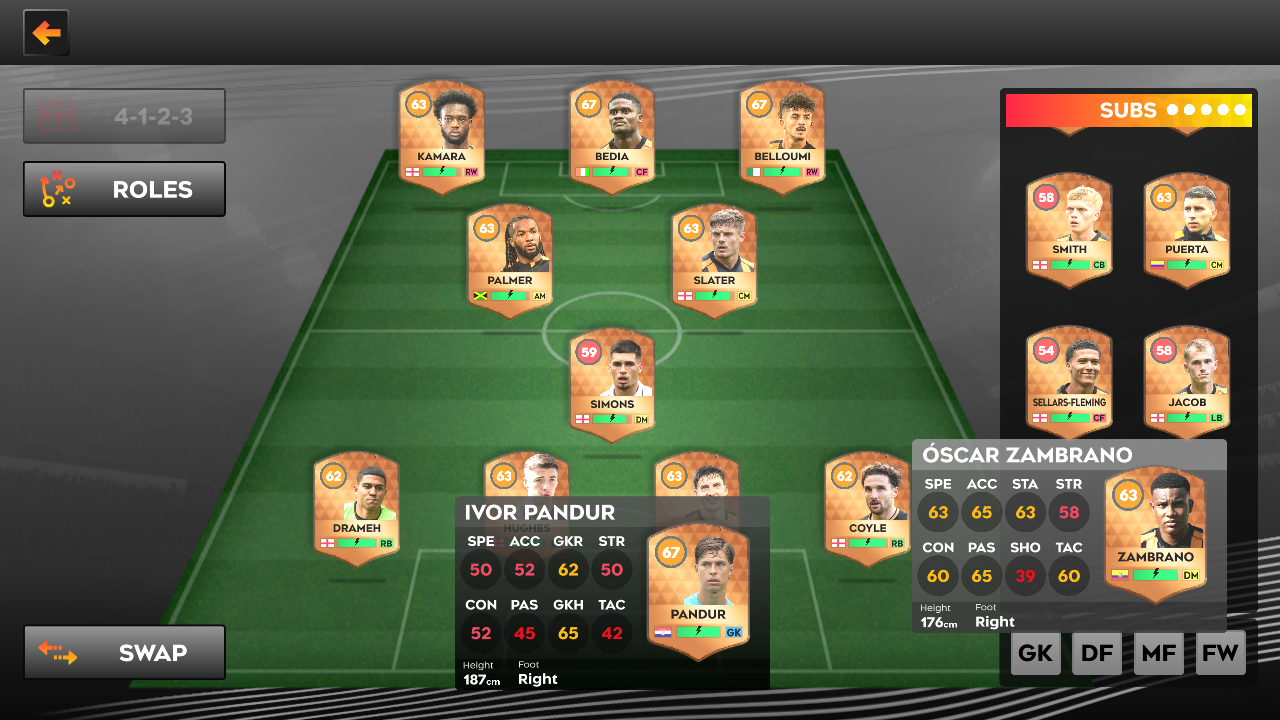 4-1-2-3
ROLES
63
KAMARA
RW
67
BEDIA
CF
67
BELLOUMI
RW
63
PALMER
AM
63
SLATER
CM
59
SIMONS
DM
62
DRAMEH
RB
63
HUGHES
63
62
COYLE
RB
SUBS
58
SMITH
CB
63
PUERTA
CM
54
SELLARS-FLEMING
CF
58
JACOB
LB
IVOR PANDUR
SPE ACC GKR STR
50 52 62 50
CON PAS GKH TAC
52 45 65 42
Height Foot
187cm Right
67
PANDUR
GK
ÓSCAR ZAMBRANO
SPE ACC STA STR
63 65 63 58
CON PAS SHO TAC
60 65 39 60
Height Foot
176cm Right
63
ZAMBRANO
DM
SWAP
GK DF MF FW